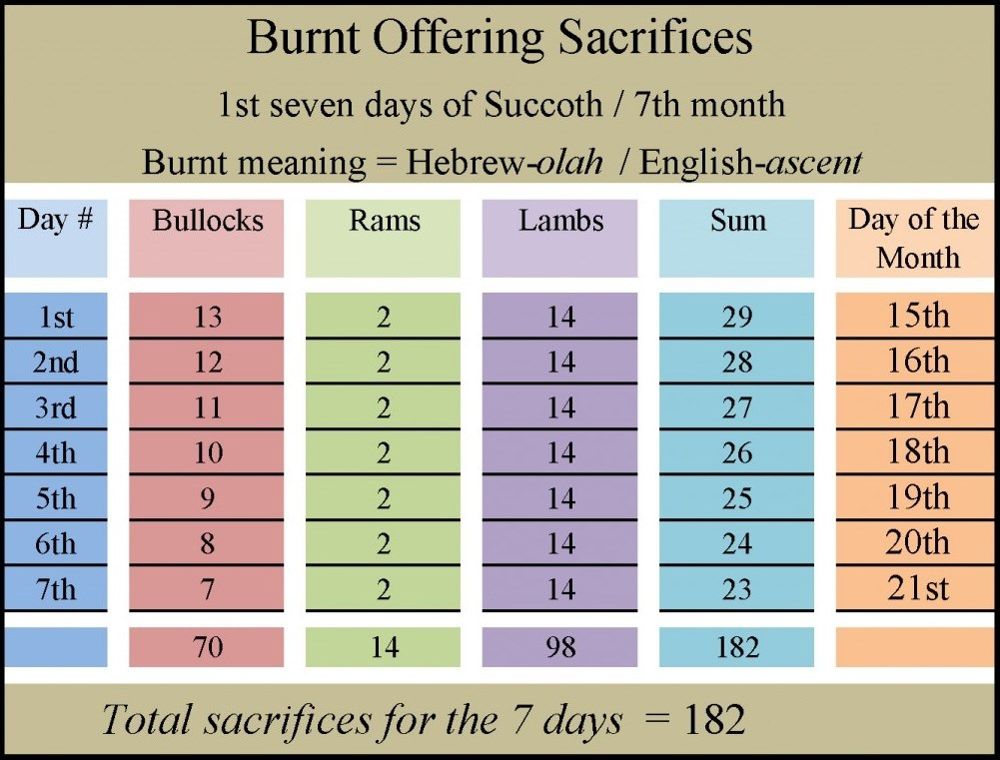 Burnt Offering Sacrifices
1st seven days of Succoth / 7th month
Burnt meaning = Hebrew-olah / English-ascent
Day # Bullocks Rams Lambs Sum Day of the Month
1st 13 2 14 29 15th
2nd 12 2 14 28 16th
3rd 11 2 14 27 17th
4th 10 2 14 26 18th
5th 9 2 14 25 19th
6th 8 2 14 24 20th
7th 7 2 14 23 21st
70 14 98 182
Total sacrifices for the 7 days = 182